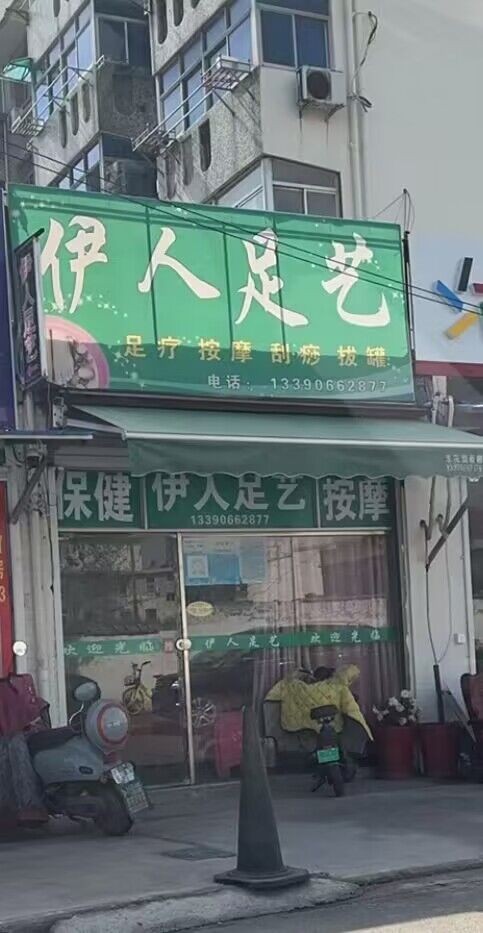 伊人足艺
足疗 按摩 刮痧 拔罐
电话：13390662877
保健 伊人足艺 按摩
13390662877
欢迎光临 伊人足艺 欢迎光临